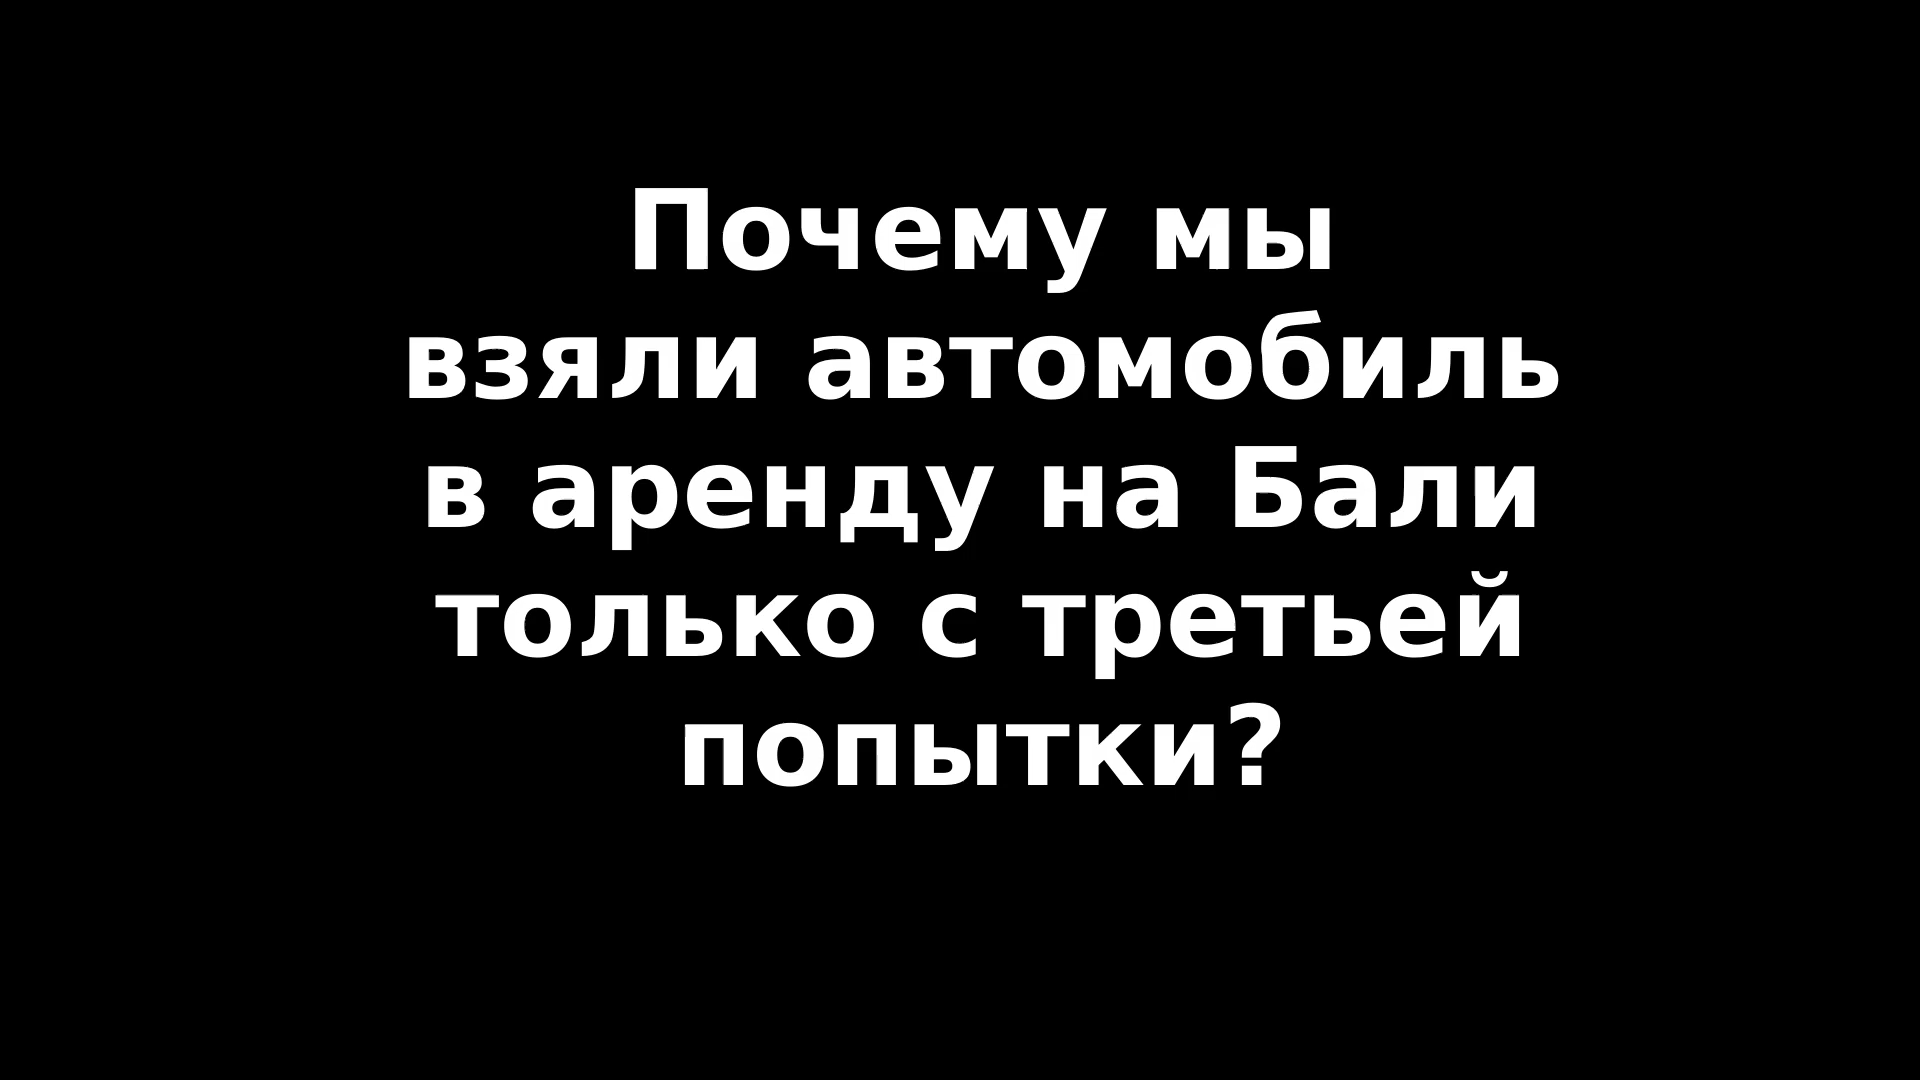 Почему мы
взяли автомобиль
в аренду на Бали
только с третьей
попытки?